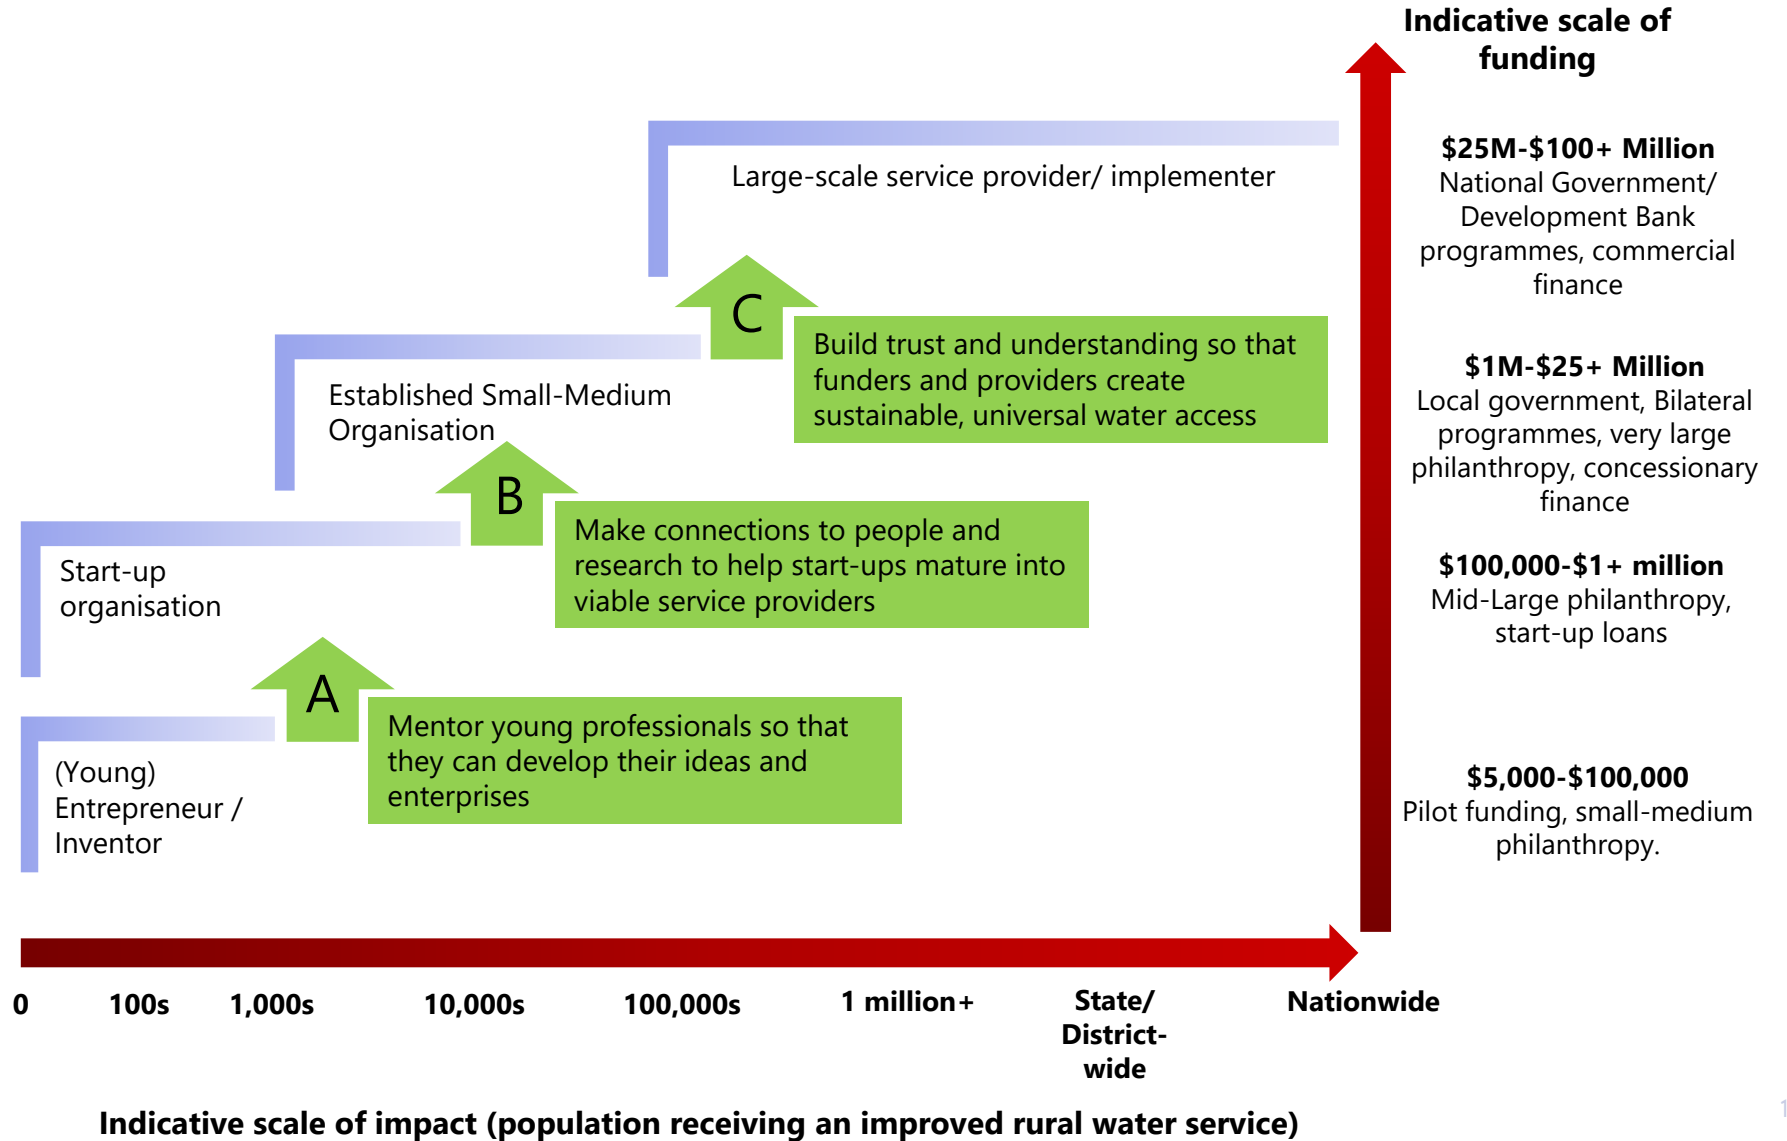 Indicative scale of
funding
Large-scale service provider/ implementer
$25M-$100+ Million
National Government/
Development Bank
programmes, commercial
finance
C
Build trust and understanding so that
funders and providers create
sustainable, universal water access
Established Small-Medium
Organisation
$1M-$25+ Million
Local government, Bilateral
programmes, very large
philanthropy, concessionary
finance
B
Make connections to people and
research to help start-ups mature into
viable service providers
Start-up
organisation
$100,000-$1+ million
Mid-Large philanthropy,
start-up loans
A
Mentor young professionals so that
they can develop their ideas and
enterprises
(Young)
Entrepreneur /
Inventor
$5,000-$100,000
Pilot funding, small-medium
philanthropy.
0 100s 1,000s 10,000s 100,000s 1 million+ State/ Nationwide
District-
wide
Indicative scale of impact (population receiving an improved rural water service)
1